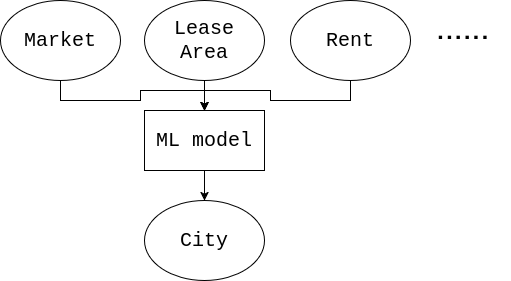 Market
Lease
Area
Rent
......
ML model
City